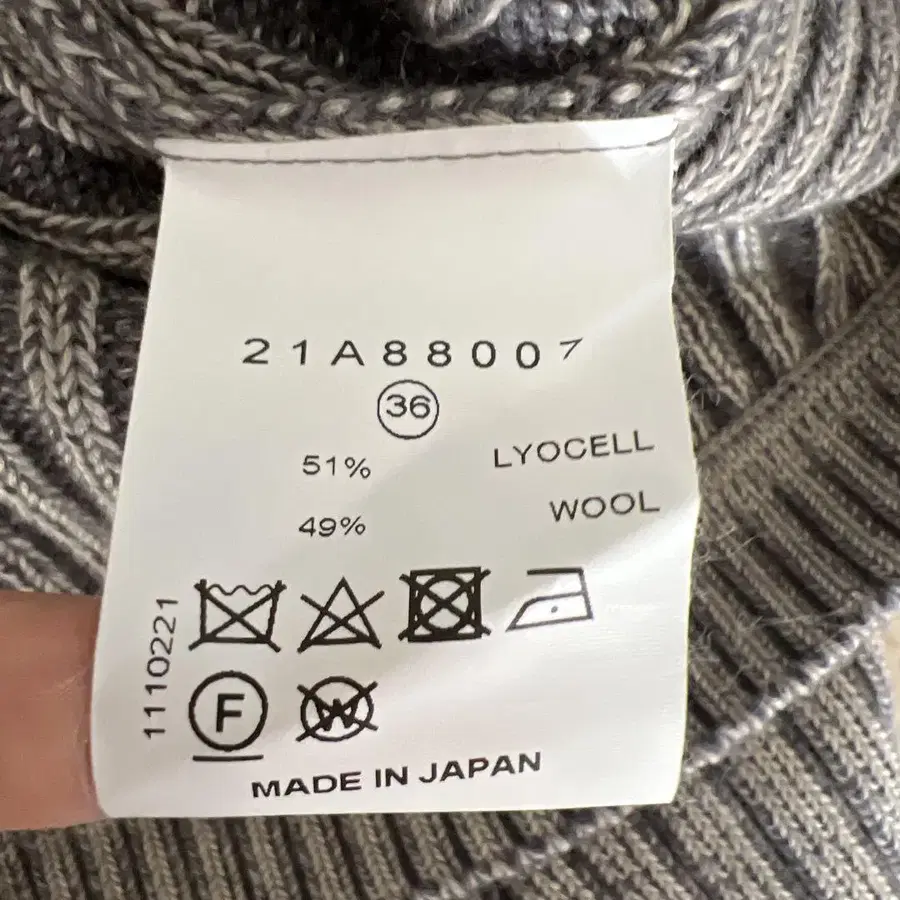 21A88007
36
51% LYOCELL
49% WOOL
1110221
F W
MADE IN JAPAN